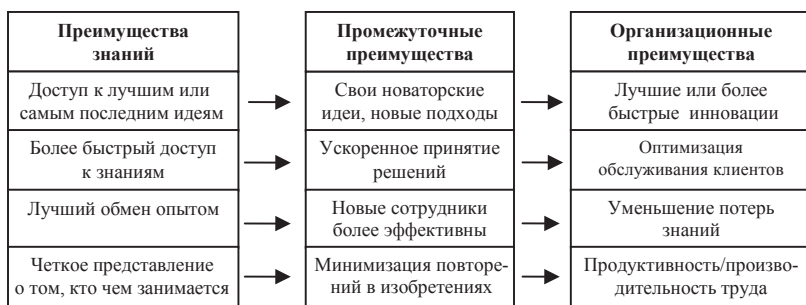 Преимущества
знаний
Промежуточные
преимущества
Организационные
преимущества
Доступ к лучшим или
самым последним идеям
Свои новаторские
идеи, новые подходы
Лучшие или более
быстрые инновации
Более быстрый доступ
к знаниям
Ускоренное принятие
решений
Оптимизация
обслуживания клиентов
Лучший обмен опытом
Новые сотрудники
более эффективны
Уменьшение потерь
знаний
Четкое представление
о том, кто чем занимается
Минимизация повторе-
ний в изобретениях
Продуктивность/произво-
дительность труда